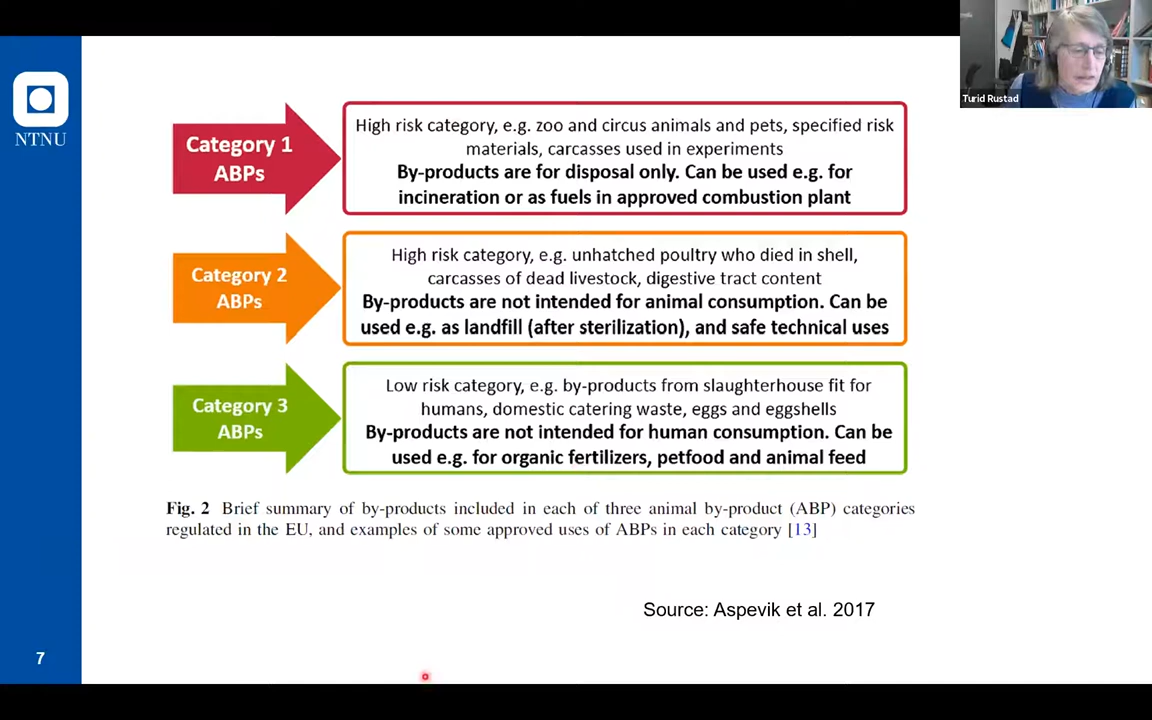 Turid Rustad
NTNU
Category 1
ABPs
High risk category, e.g. zoo and circus animals and pets, specified risk
materials, carcasses used in experiments
By-products are for disposal only. Can be used e.g. for
incineration or as fuels in approved combustion plant
Category 2
ABPs
High risk category, e.g. unhatched poultry who died in shell,
carcasses of dead livestock, digestive tract content
By-products are not intended for animal consumption. Can be
used e.g. as landfill (after sterilization), and safe technical uses
Category 3
ABPs
Low risk category, e.g. by-products from slaughterhouse fit for
humans, domestic catering waste, eggs and eggshells
By-products are not intended for human consumption. Can be
used e.g. for organic fertilizers, petfood and animal feed
Fig. 2 Brief summary of by-products included in each of three animal by-product (ABP) categories
regulated in the EU, and examples of some approved uses of ABPs in each category [13]
Source: Aspevik et al. 2017
7